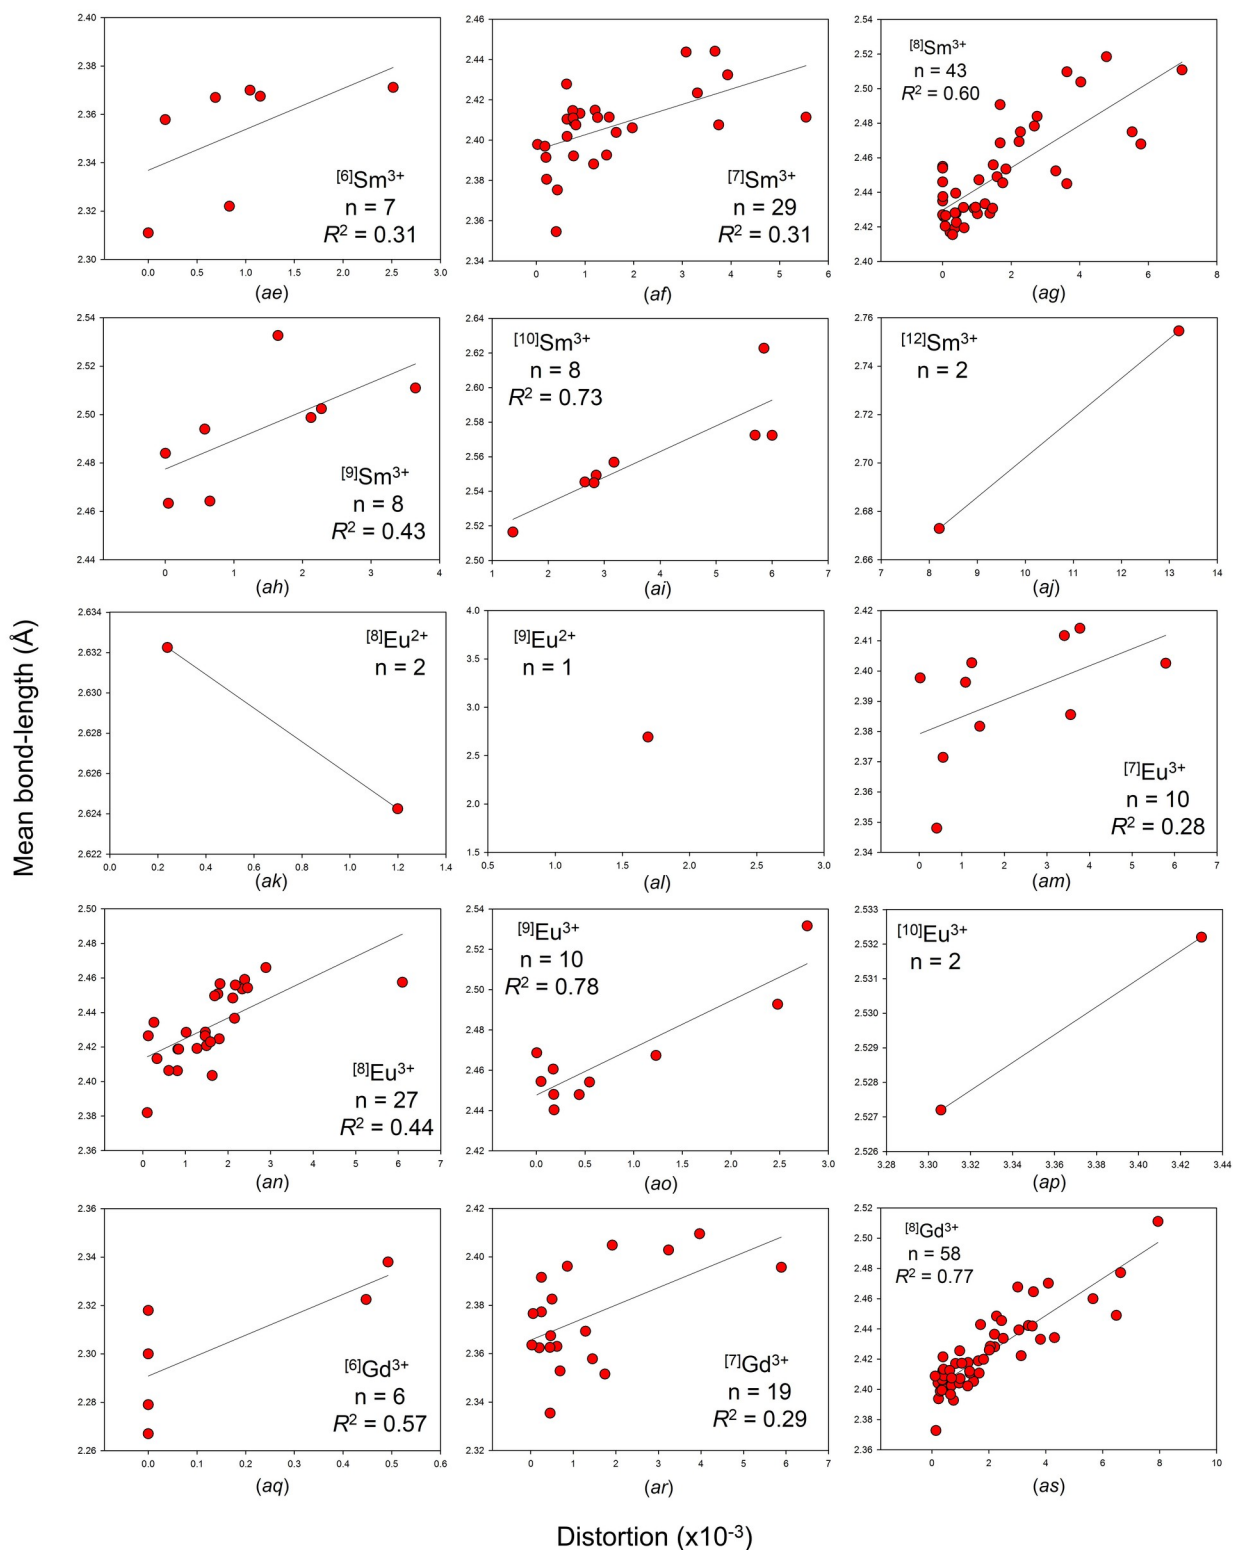 Mean bond-length (Å)
2.40
2.38
2.36
2.34
2.32
2.30
0.0 0.5 1.0 1.5 2.0 2.5 3.0
[6]Sm3+
n = 7
R2 = 0.31
(ae)
2.46
2.44
2.42
2.40
2.38
2.36
2.34
0 1 2 3 4 5 6
[7]Sm3+
n = 29
R2 = 0.31
(af)
2.54
2.52
2.50
2.48
2.46
2.44
2.42
2.40
0 2 4 6 8
[8]Sm3+
n = 43
R2 = 0.60
(ag)
2.54
2.52
2.50
2.48
2.46
2.44
0 1 2 3 4
[9]Sm3+
n = 8
R2 = 0.43
(ah)
2.64
2.62
2.60
2.58
2.56
2.54
2.52
2.50
1 2 3 4 5 6 7
[10]Sm3+
n = 8
R2 = 0.73
(ai)
2.76
2.74
2.72
2.70
2.68
2.66
7 8 9 10 11 12 13 14
[12]Sm3+
n = 2
(aj)
2.634
2.632
2.630
2.628
2.626
2.624
2.622
0.0 0.2 0.4 0.6 0.8 1.0 1.2 1.4
[8]Eu2+
n = 2
(ak)
4.0
3.5
3.0
2.5
2.0
1.5
0.5 1.0 1.5 2.0 2.5 3.0
[9]Eu2+
n = 1
(al)
2.42
2.41
2.40
2.39
2.38
2.37
2.36
2.35
2.34
0 1 2 3 4 5 6 7
[7]Eu3+
n = 10
R2 = 0.28
(am)
2.50
2.48
2.46
2.44
2.42
2.40
2.38
2.36
0 1 2 3 4 5 6 7
[8]Eu3+
n = 27
R2 = 0.44
(an)
2.54
2.52
2.50
2.48
2.46
2.44
2.42
0.0 0.5 1.0 1.5 2.0 2.5 3.0
[9]Eu3+
n = 10
R2 = 0.78
(ao)
2.533
2.532
2.531
2.530
2.529
2.528
2.527
2.526
3.28 3.30 3.32 3.34 3.36 3.38 3.40 3.42 3.44
[10]Eu3+
n = 2
(ap)
2.36
2.34
2.32
2.30
2.28
2.26
0.0 0.1 0.2 0.3 0.4 0.5 0.6
[6]Gd3+
n = 6
R2 = 0.57
(aq)
2.42
2.40
2.38
2.36
2.34
2.32
0 1 2 3 4 5 6 7
[7]Gd3+
n = 19
R2 = 0.29
(ar)
2.52
2.50
2.48
2.46
2.44
2.42
2.40
2.38
2.36
0 2 4 6 8 10
[8]Gd3+
n = 58
R2 = 0.77
(as)
Distortion (x10-3)